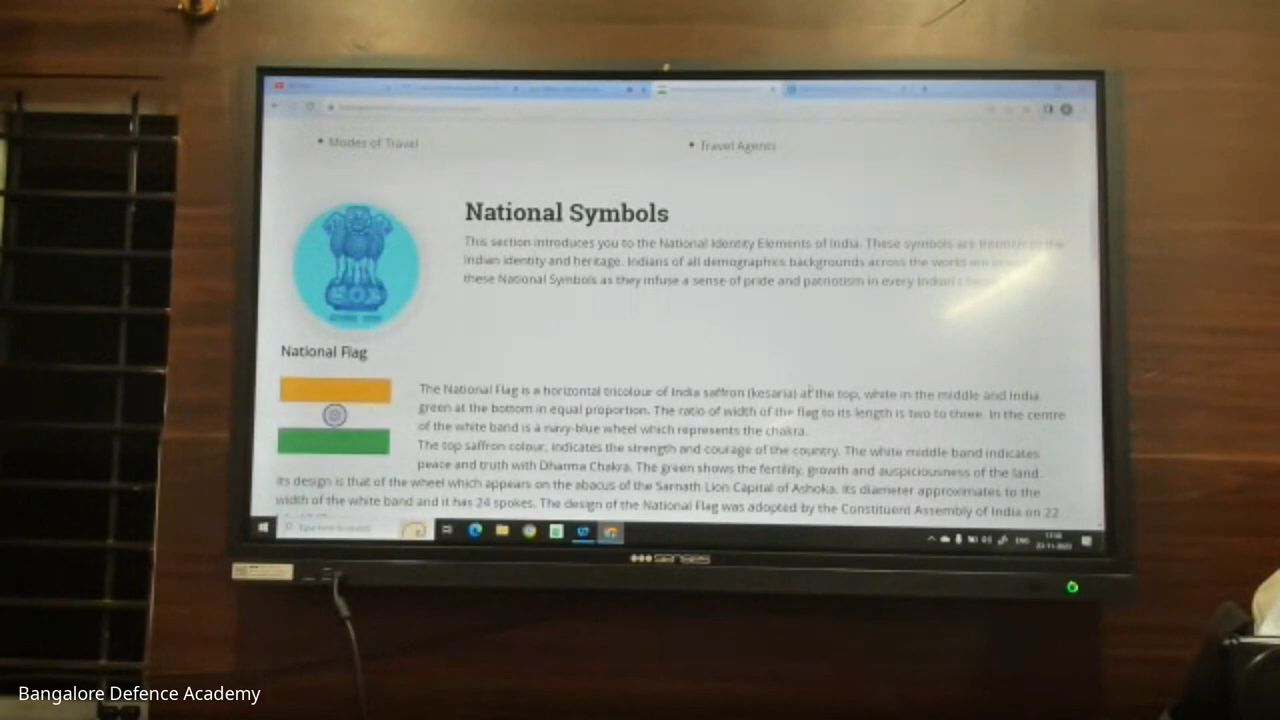 Modes of Travel
Travel Agents
National Symbols
This section introduces you to the National Identity Elements of India. These symbols are to the
Indian identity and heritage. Indians of all demographics backgrounds across the world are
these National Symbols as they infuse a sense of pride and patriotism in every Indian's
National Flag
The National Flag is a horizontal tricolour of India saffron (kesaria) at the top, white in the middle and India
green at the bottom in equal proportion. The ratio of width of the flag to its length is two to three. In the centre
of the white band is a navy-blue wheel which represents the chakra.
The top saffron colour, indicates the strength and courage of the country. The white middle band indicates
peace and truth with Dharma Chakra. The green shows the fertility, growth and auspiciousness of the land.
Its design is that of the wheel which appears on the abacus of the Sarnath Lion Capital of Ashoka. Its diameter approximates to the
width of the white band and it has 24 spokes. The design of the National Flag was adopted by the Constituent Assembly of India on 22
Type here to search
ENG
senses
Bangalore Defence Academy